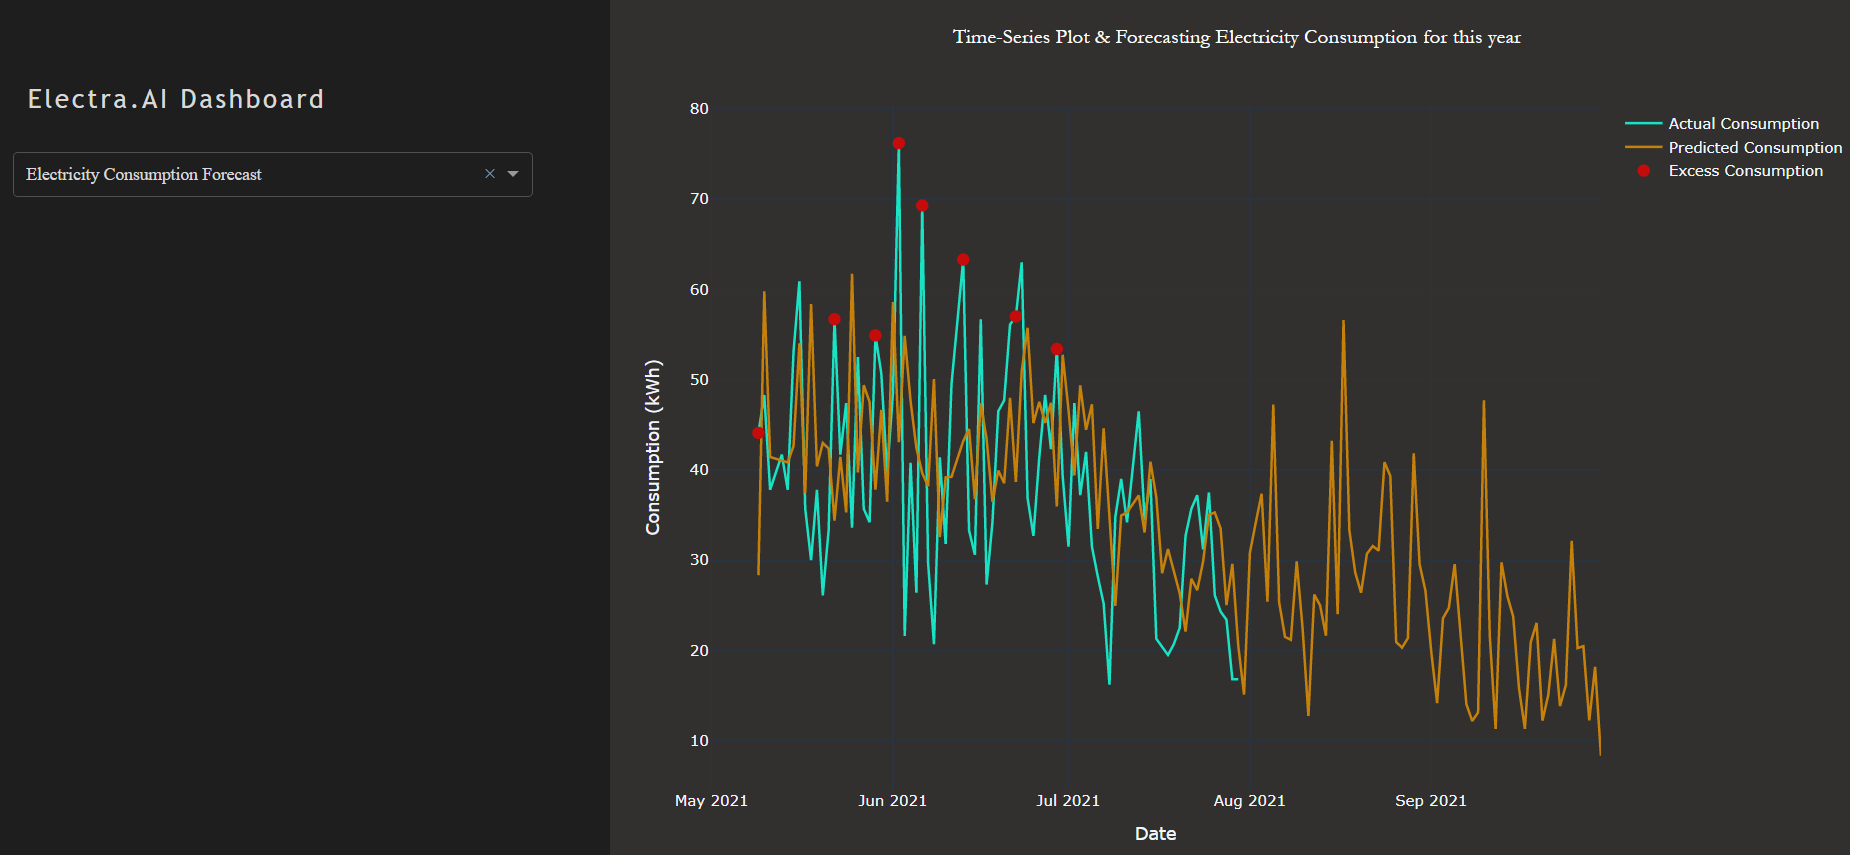 Electra.AI Dashboard
Electricity Consumption Forecast
×
Time-Series Plot & Forecasting Electricity Consumption for this year
80
70
60
50
40
30
20
10
Consumption (kWh)
May 2021
Jun 2021
Jul 2021
Aug 2021
Sep 2021
Date
Actual Consumption
Predicted Consumption
Excess Consumption